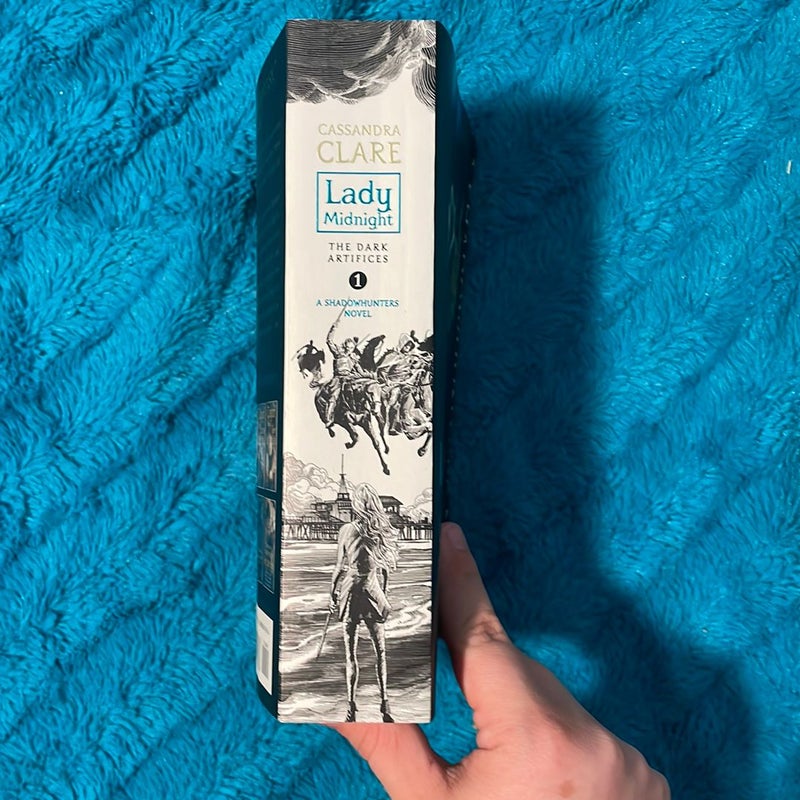 CASSANDRA
CLARE
Lady
Midnight
THE DARK
ARTIFICES
1
A SHADOWHUNTERS
NOVEL